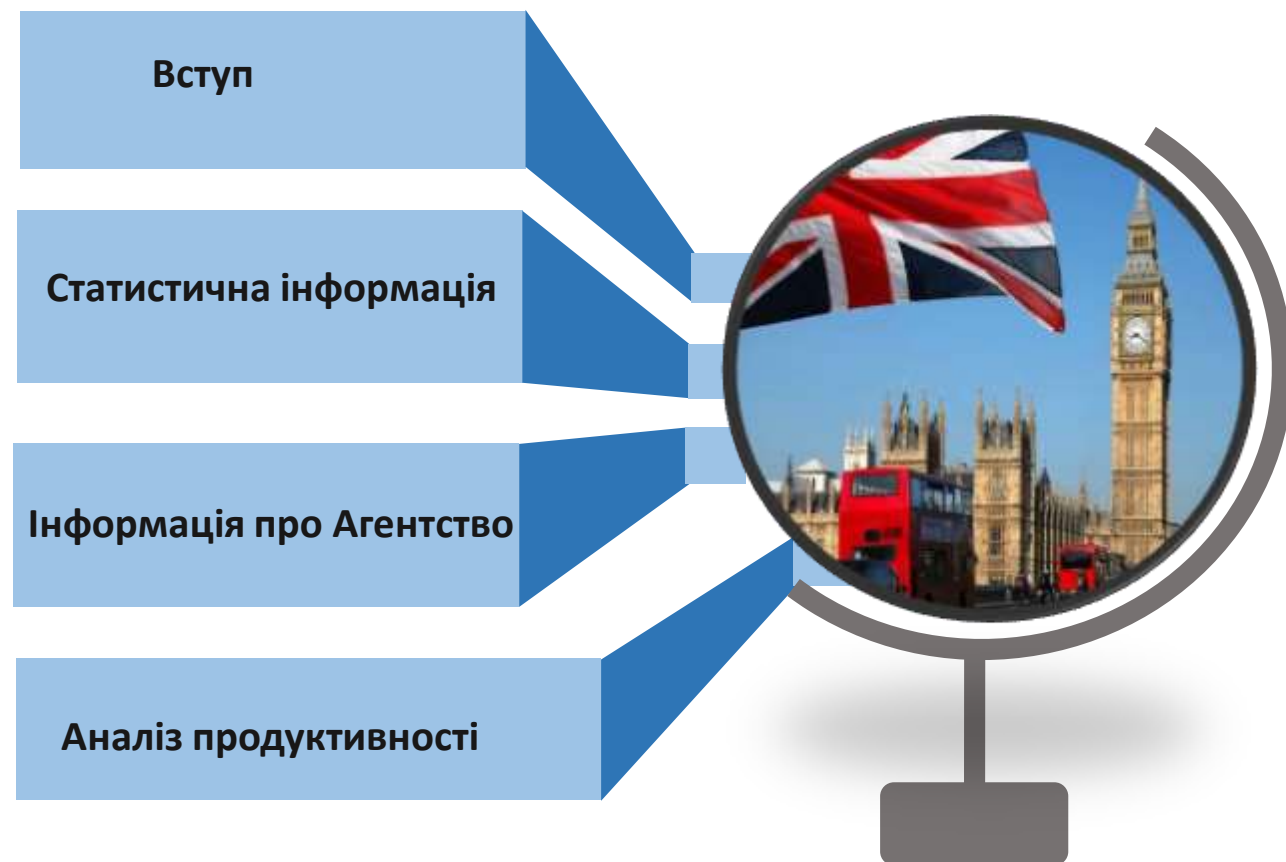 Вступ
Статистична інформація
Інформація про Агентство
Аналіз продуктивності